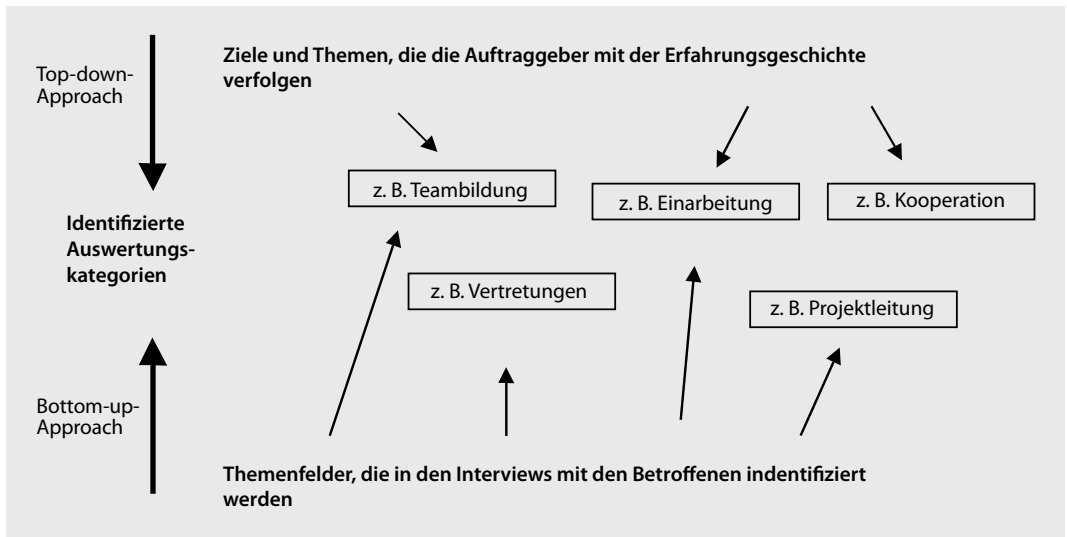 Top-down-
Approach
Ziele und Themen, die die Auftraggeber mit der Erfahrungsgeschichte
verfolgen
z. B. Teambildung
z. B. Einarbeitung
z. B. Kooperation
Identifizierte
Auswertungs-
kategorien
z. B. Vertretungen
z. B. Projektleitung
Bottom-up-
Approach
Themenfelder, die in den Interviews mit den Betroffenen indentifiziert
werden